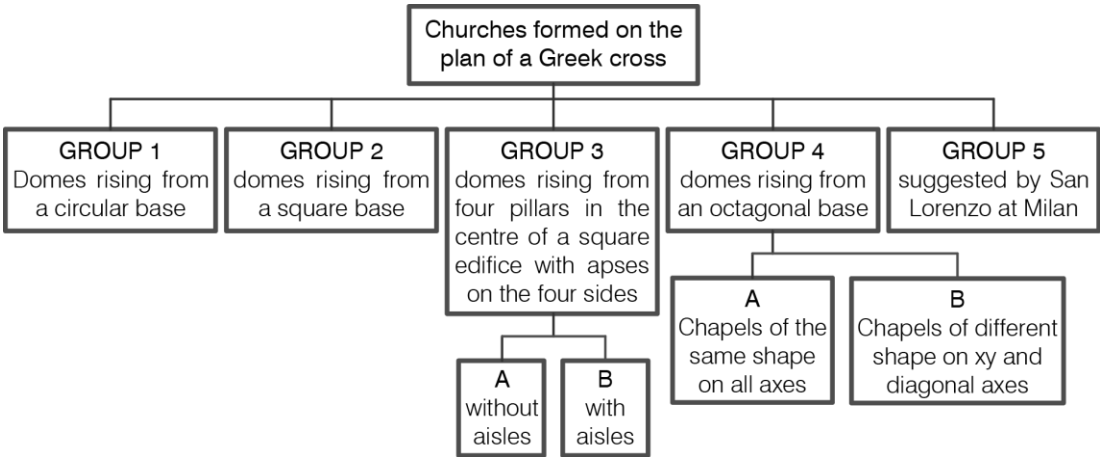 Churches formed on the
plan of a Greek cross
GROUP 1
Domes rising from
a circular base
GROUP 2
domes rising from
a square base
GROUP 3
domes rising from
four pillars in the
centre of a square
edifice with apses
on the four sides
GROUP 4
domes rising from
an octagonal base
GROUP 5
suggested by San
Lorenzo at Milan
A
without
aisles
B
with
aisles
A
Chapels of the
same shape
on all axes
B
Chapels of different
shape on xy and
diagonal axes